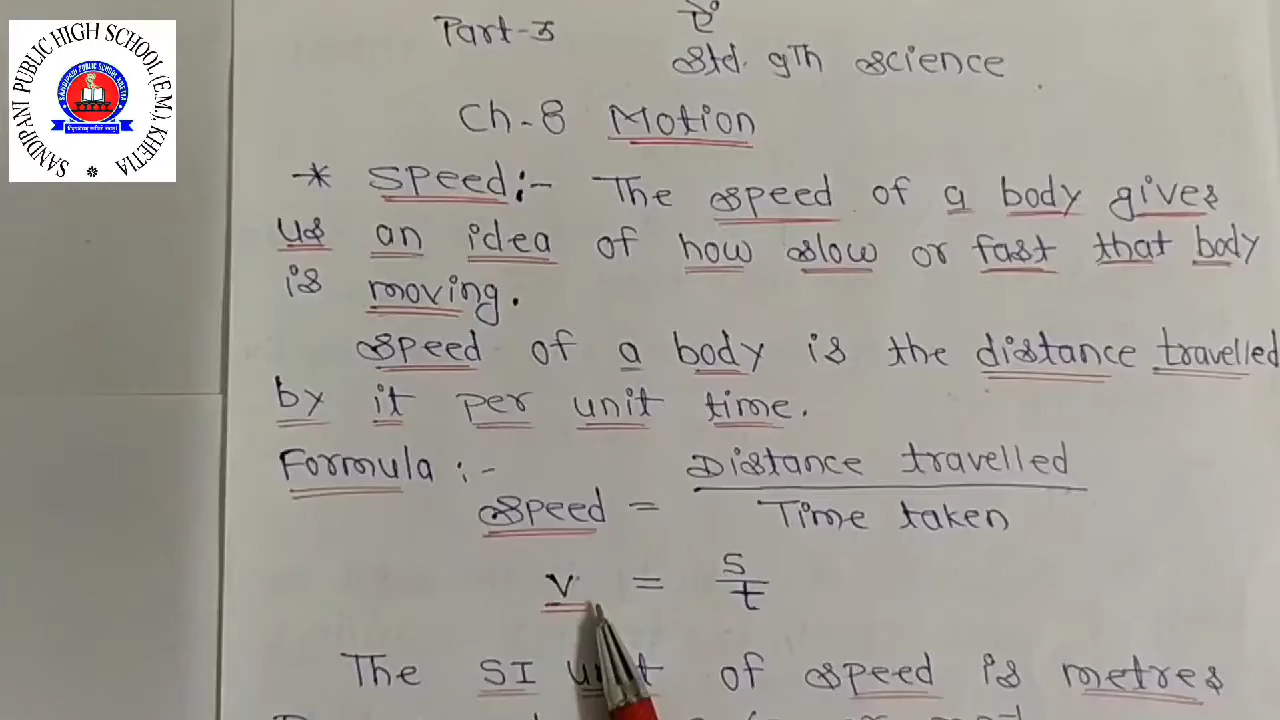 SANDIPANI PUBLIC HIGH SCHOOL (E.M.), KHETIA
Part-3
ऐं
Std. 9Th science
Ch-8 Motion
* Speed:- The speed of a body gives
us an idea of how slow or fast that body
is moving.
Speed of a body is the distance travelled
by it per unit time.
Formula :-
Speed = Distance travelled
Time taken
V = s
t
The SI unit of speed is metres